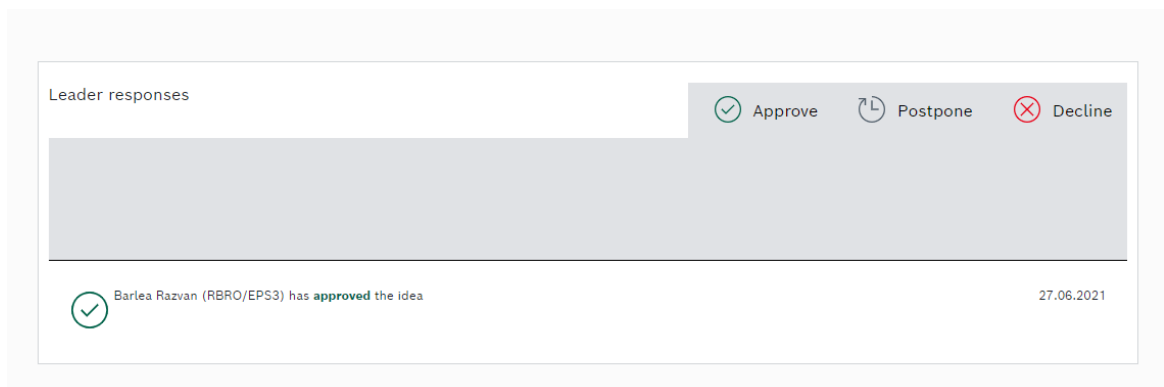 Leader responses
Approve Postpone Decline
Barlea Razvan (RBRO/EPS3) has approved the idea 27.06.2021